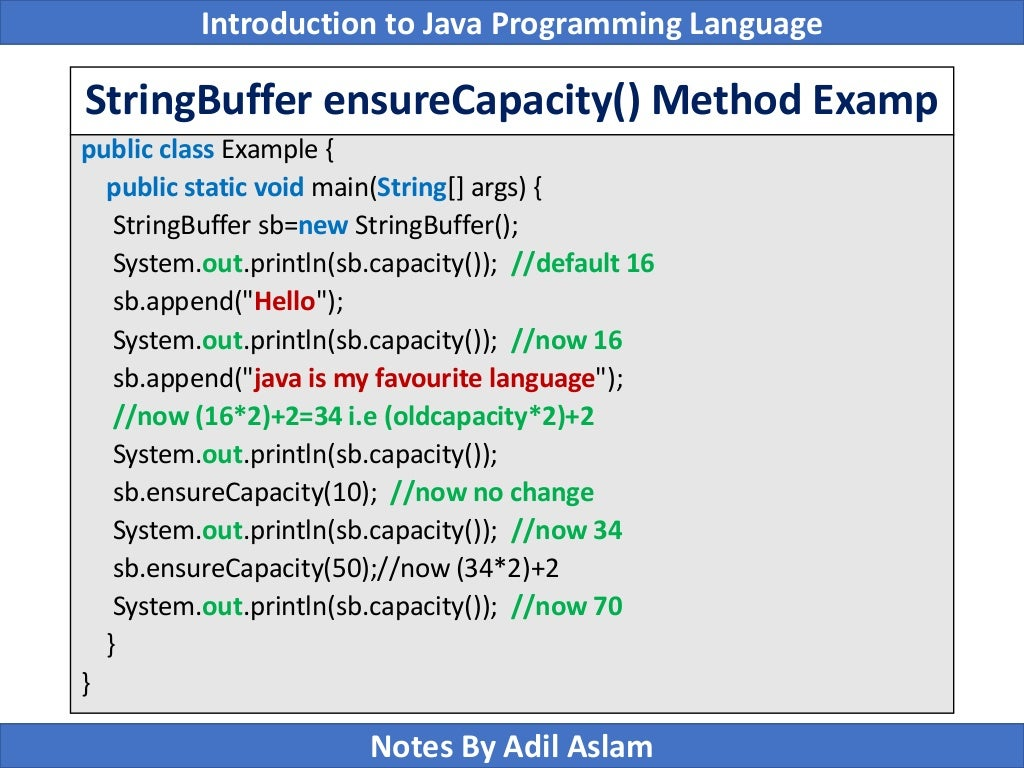 Introduction to Java Programming Language
StringBuffer ensureCapacity() Method Examp
public class Example {
public static void main(String[] args) {
StringBuffer sb=new StringBuffer();
System.out.println(sb.capacity()); //default 16
sb.append("Hello");
System.out.println(sb.capacity()); //now 16
sb.append("java is my favourite language");
//now (16*2)+2=34 i.e (oldcapacity*2)+2
System.out.println(sb.capacity());
sb.ensureCapacity(10); //now no change
System.out.println(sb.capacity()); //now 34
sb.ensureCapacity(50);//now (34*2)+2
System.out.println(sb.capacity()); //now 70
}
}
Notes By Adil Aslam